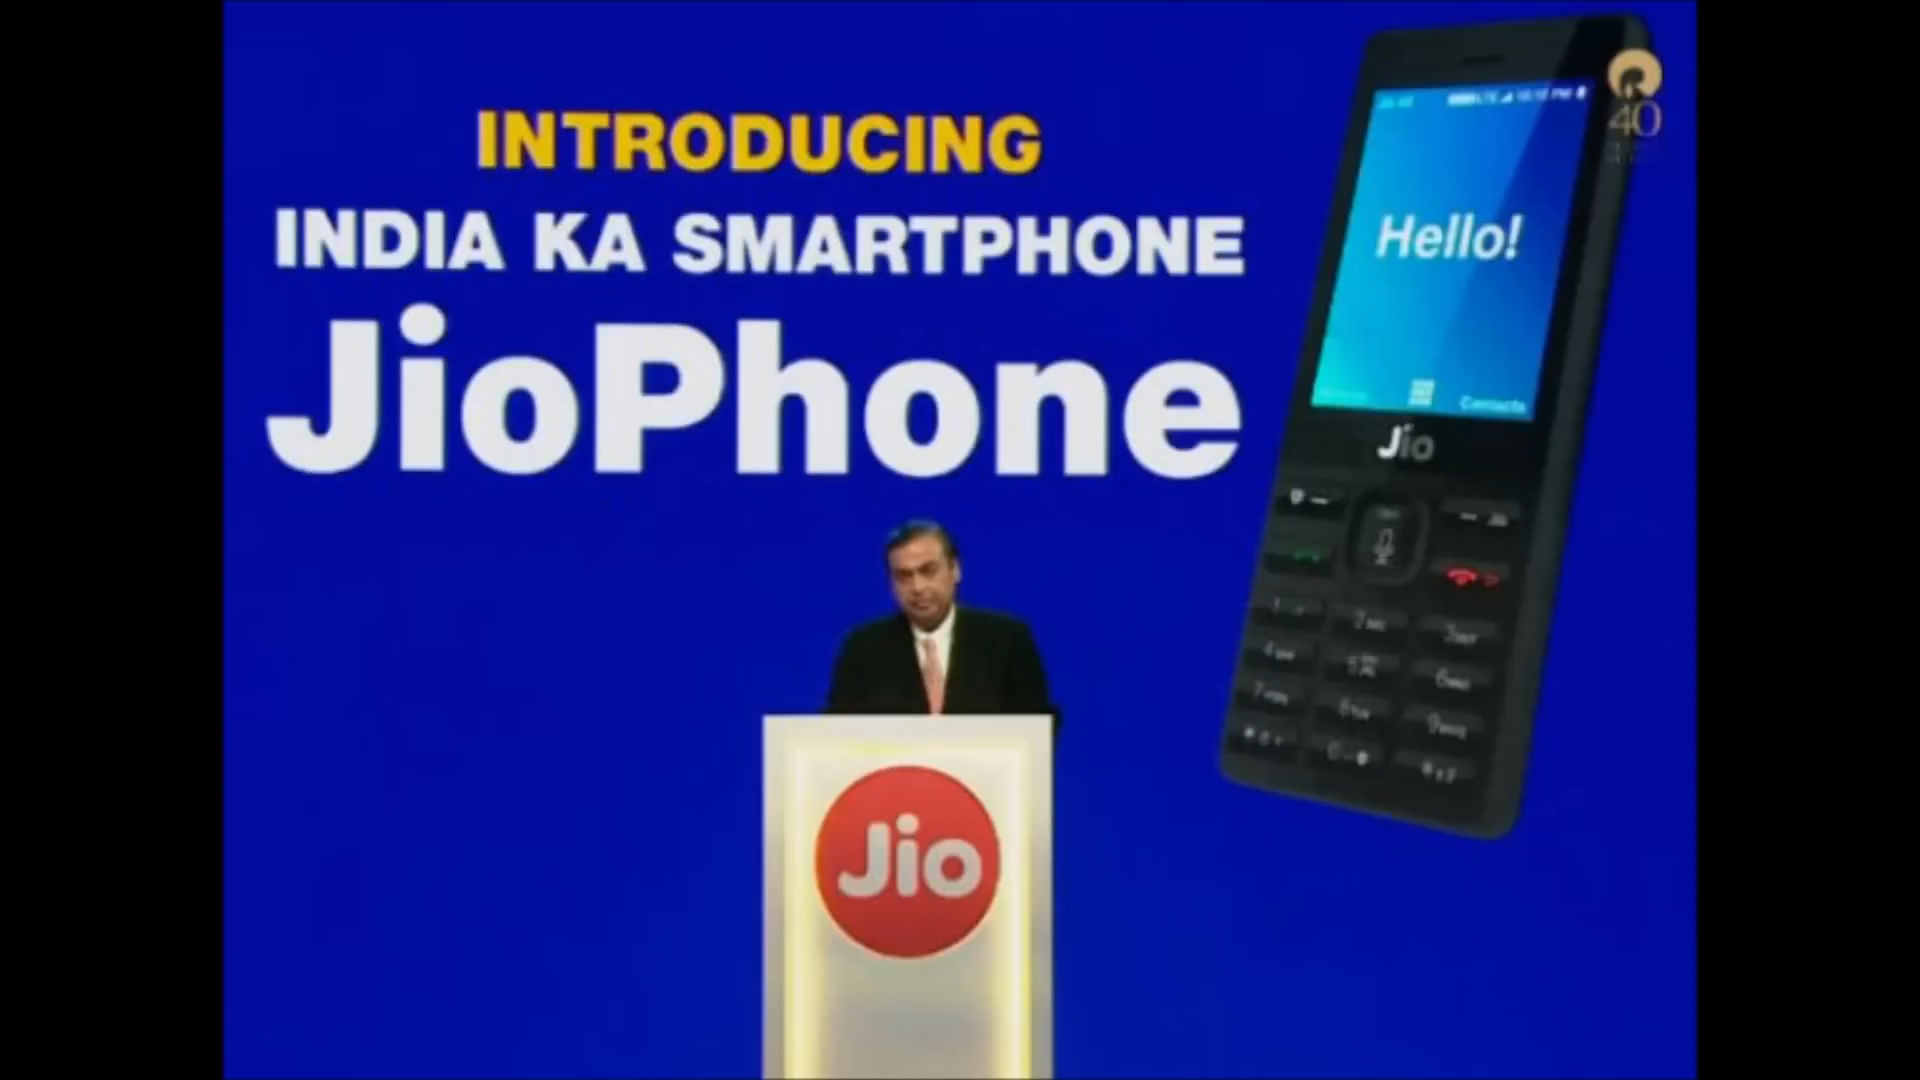 INTRODUCING
INDIA KA SMARTPHONE
JioPhone
40
Hello!
Contacts
Jio
Jio